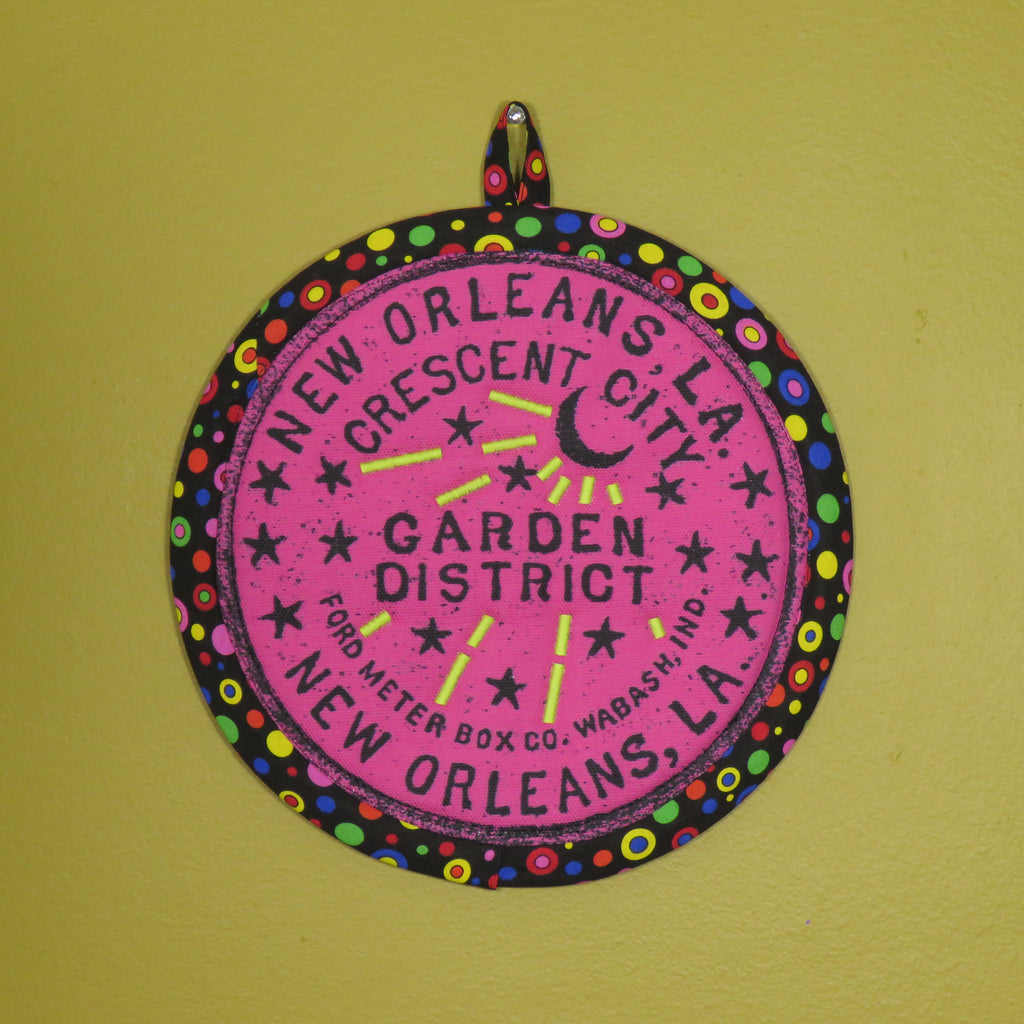 NEW ORLEANS, LA.
CRESCENT CITY
GARDEN
DISTRICT
FORD METER BOX CO. WABASH, IND.
NEW ORLEANS, LA.